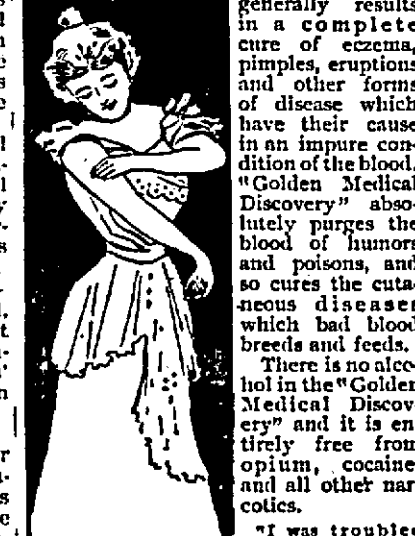 generally results
in a complete
cure of eczema,
pimples, eruptions
and other forms
of disease which
have their cause
in an impure con-
dition of the blood.
"Golden Medical
Discovery" abso-
lutely purges the
blood of humors
and poisons, and
so cures the cuta-
neous diseases
which bad blood
breeds and feeds.
There is no alco-
hol in the "Golden
Medical Discov-
ery" and it is en-
tirely free from
opium, cocaine
and all other nar-
cotics.
"I was troubled